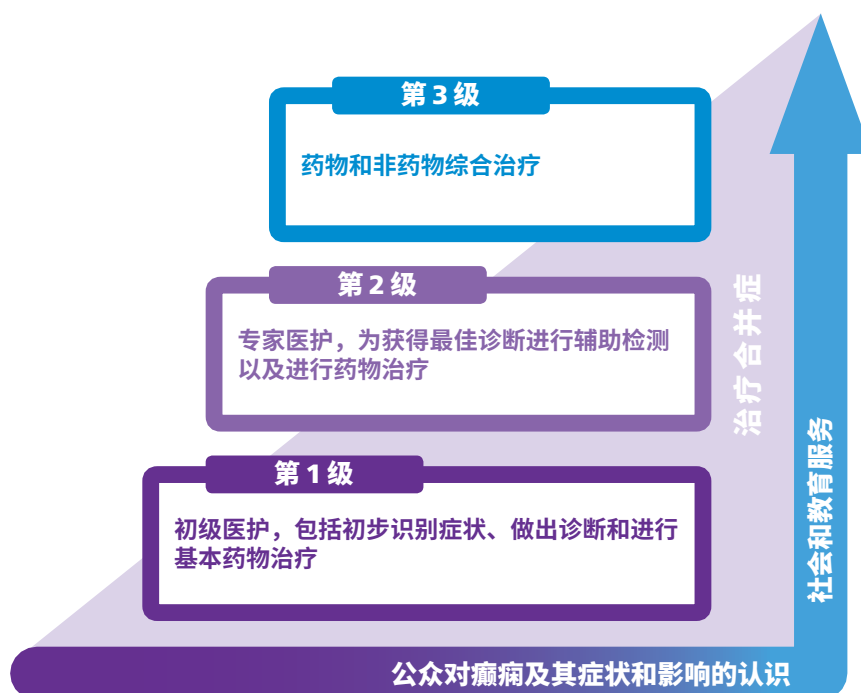 第3级
药物和非药物综合治疗
第2级
专家医护，为获得最佳诊断进行辅助检测
以及进行药物治疗
第1级
初级医护，包括初步识别症状、做出诊断和进行
基本药物治疗
治疗合并症
社会和教育服务
公众对癫痫及其症状和影响的认识